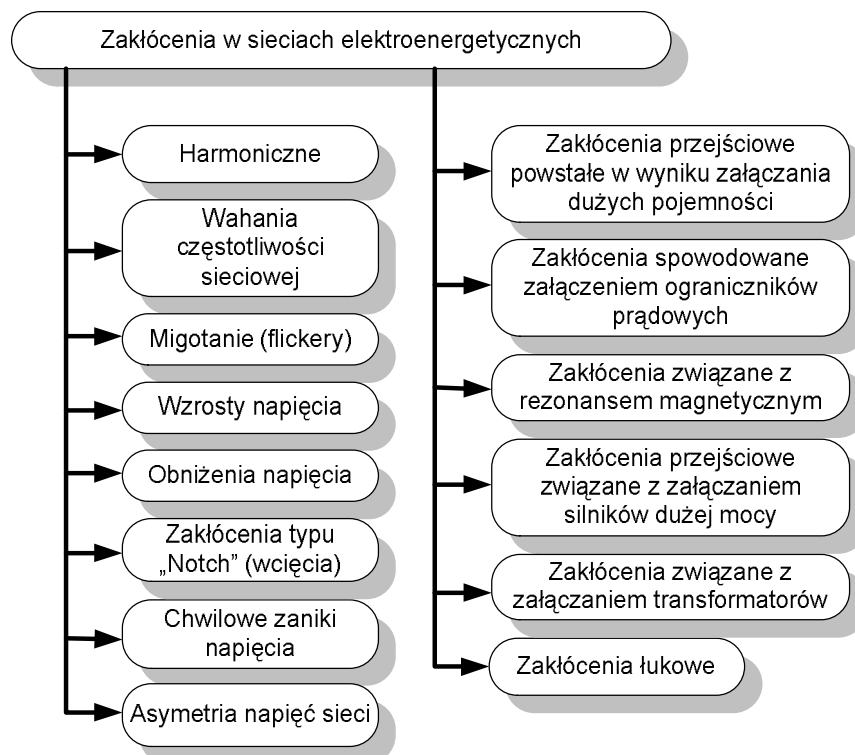 Zakłócenia w sieciach elektroenergetycznych
Harmoniczne
Wahania
częstotliwości
sieciowej
Migotanie (flickery)
Wzrosty napięcia
Obniżenia napięcia
Zakłócenia typu
„Notch” (wcięcia)
Chwilowe zaniki
napięcia
Asymetria napięć sieci
Zakłócenia przejściowe
powstałe w wyniku załączania
dużych pojemności
Zakłócenia spowodowane
załączeniem ograniczników
prądowych
Zakłócenia związane z
rezonansem magnetycznym
Zakłócenia przejściowe
związane z załączaniem
silników dużej mocy
Zakłócenia związane z
załączaniem transformatorów
Zakłócenia łukowe